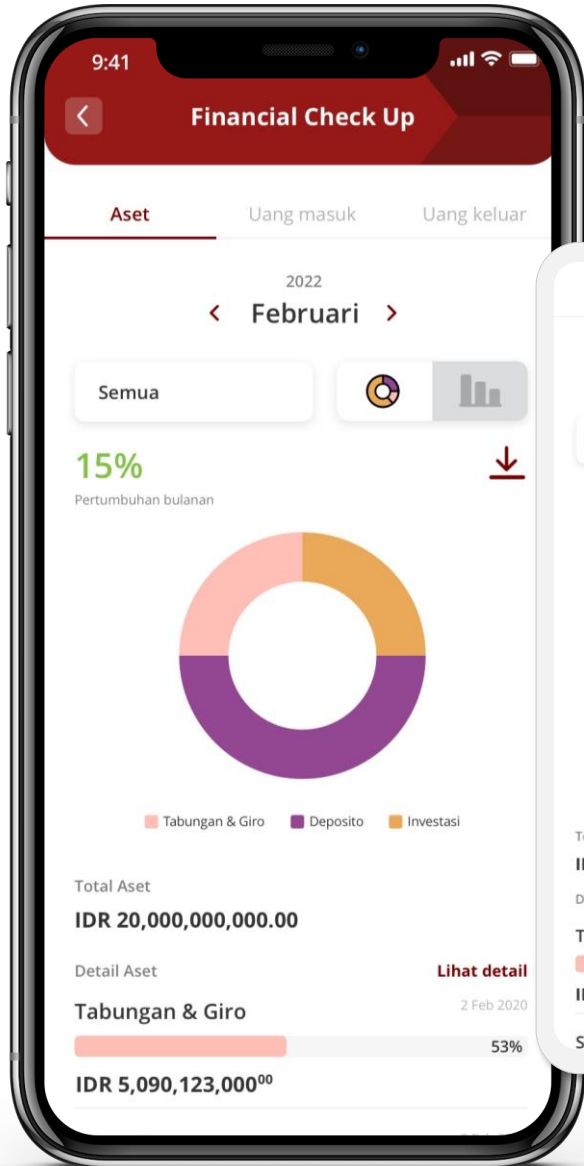 9:41
Financial Check Up
Aset Uang masuk Uang keluar
2022
Februari
Semua
15%
Pertumbuhan bulanan
Tabungan & Giro Deposito Investasi
Total Aset
IDR 20,000,000,000.00
Detail Aset Lihat detail
Tabungan & Giro 2 Feb 2020
53%
IDR 5,090,123,000⁰⁰